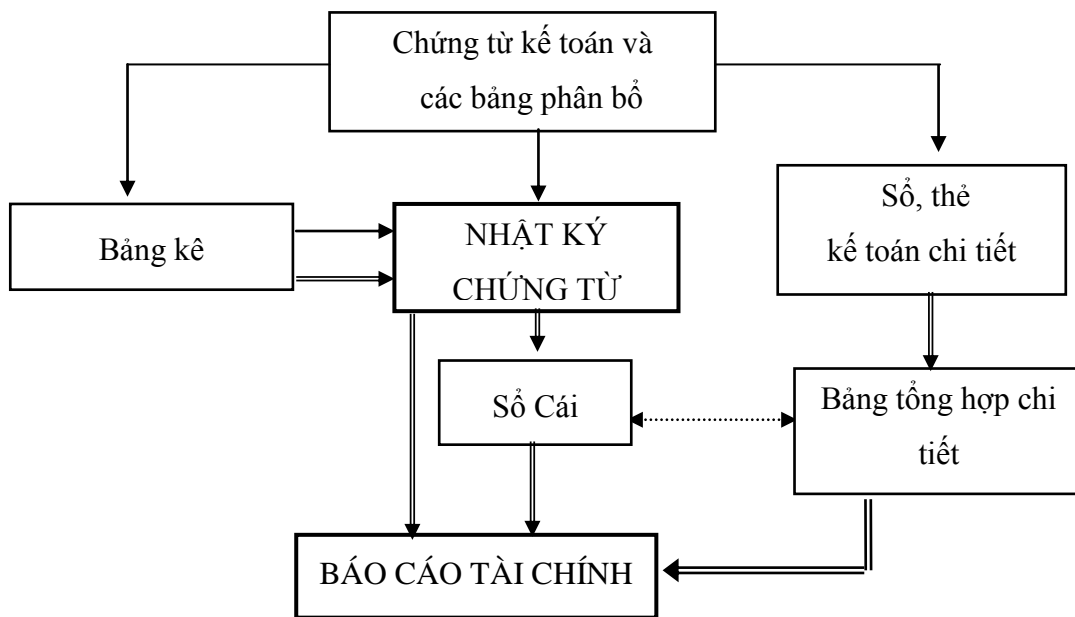 Chứng từ kế toán và
các bảng phân bổ
Bảng kê
NHẬT KÝ
CHỨNG TỪ
Sổ, thẻ
kế toán chi tiết
Sổ Cái
Bảng tổng hợp chi
tiết
BÁO CÁO TÀI CHÍNH